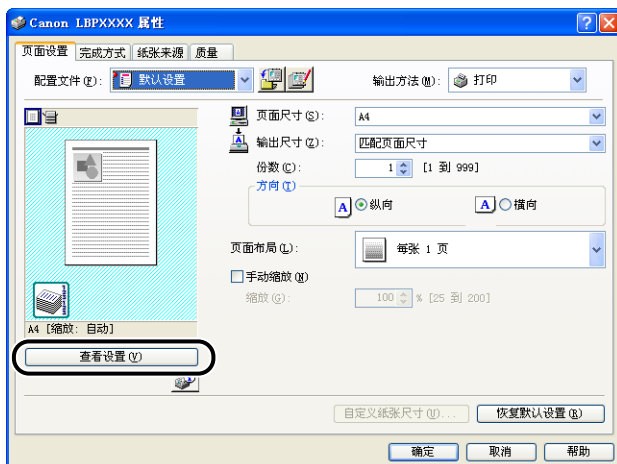 Canon LBPXXXX 属性
页面设置 完成方式 纸张来源 质量
配置文件(F): 默认设置 输出方法(M): 打印
页面尺寸(S): A4
输出尺寸(Z): 匹配页面尺寸
份数(C): 1 [1 到 999]
方向(T)
A 纵向 A 横向
页面布局(L): 每张 1 页
手动缩放(N)
缩放(G): 100 % [25 到 200]
A4 [缩放: 自动]
查看设置(V)
自定义纸张尺寸(U)... 恢复默认设置(R)
确定 取消 帮助